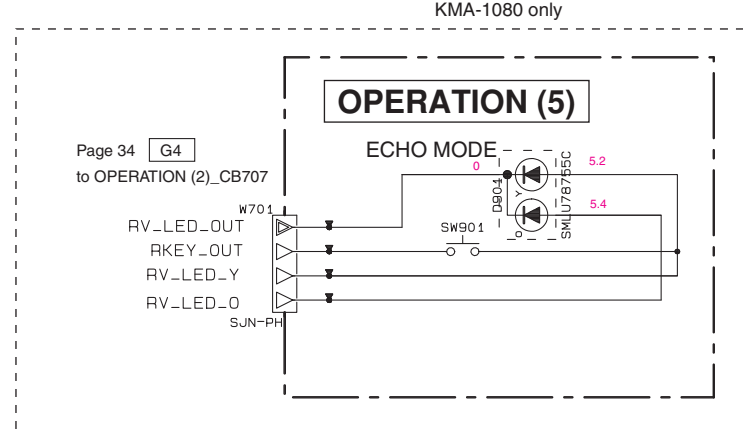 KMA-1080 only
OPERATION (5)
Page 34 G4
to OPERATION (2)_CB707
ECHO MODE
0
5.2
5.4
D901
Y
O
SMLU78755C
W701
RV_LED_OUT
RKEY_OUT
RV_LED_Y
RV_LED_O
SW901
SJN-PH